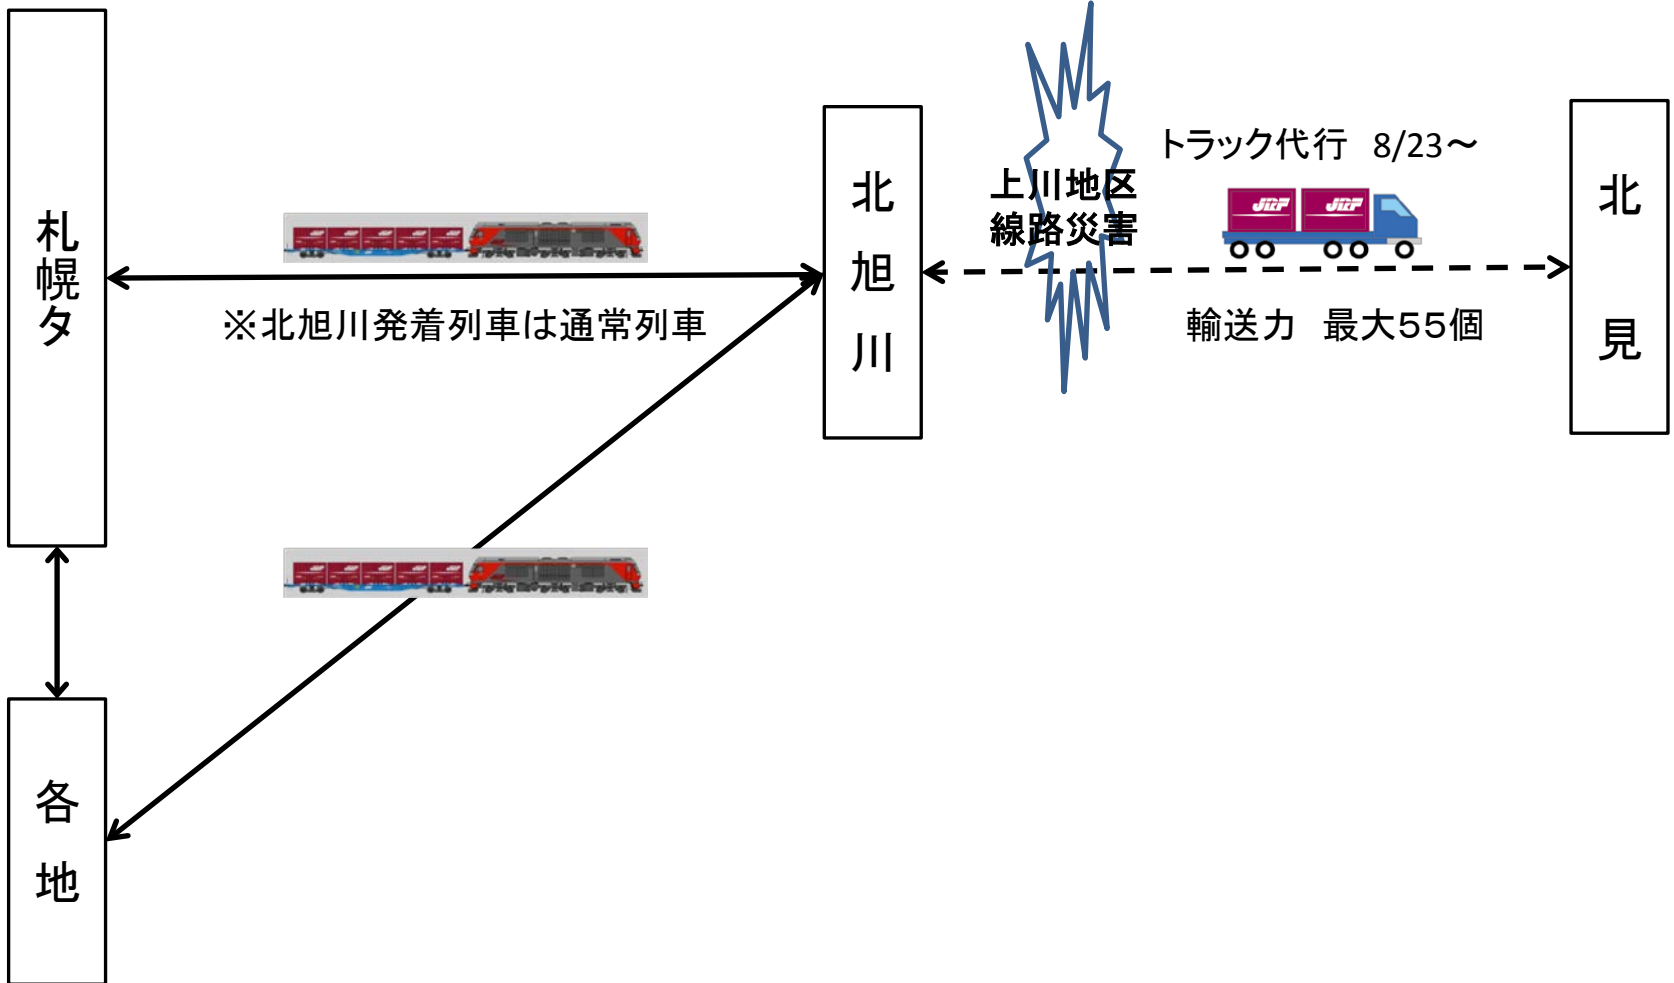 札幌タ
北旭川
上川地区
線路災害
トラック代行　8/23～
JRF JRF
北見
※北旭川発着列車は通常列車
輸送力　最大５５個
各地